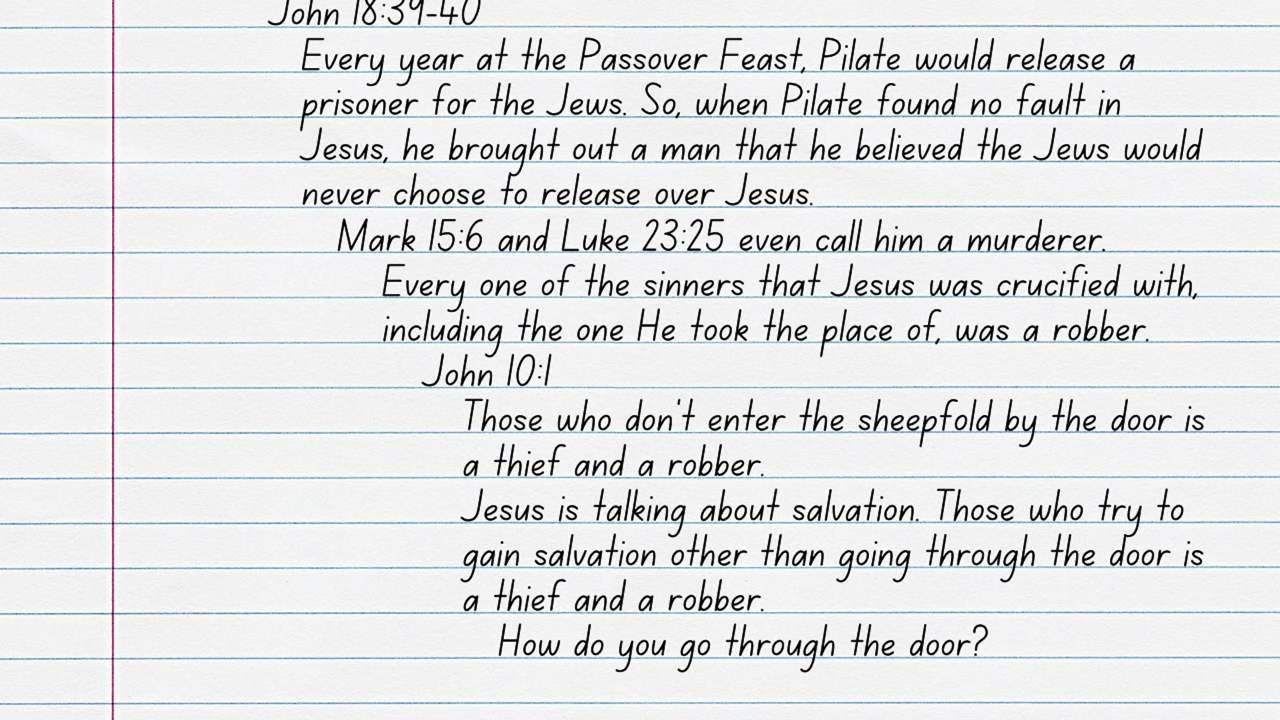 John 18:39-40
Every year at the Passover Feast, Pilate would release a
prisoner for the Jews. So, when Pilate found no fault in
Jesus, he brought out a man that he believed the Jews would
never choose to release over Jesus.
Mark 15:6 and Luke 23:25 even call him a murderer.
Every one of the sinners that Jesus was crucified with,
including the one He took the place of, was a robber.
John 10:1
Those who don't enter the sheepfold by the door is
a thief and a robber.
Jesus is talking about salvation. Those who try to
gain salvation other than going through the door is
a thief and a robber.
How do you go through the door?